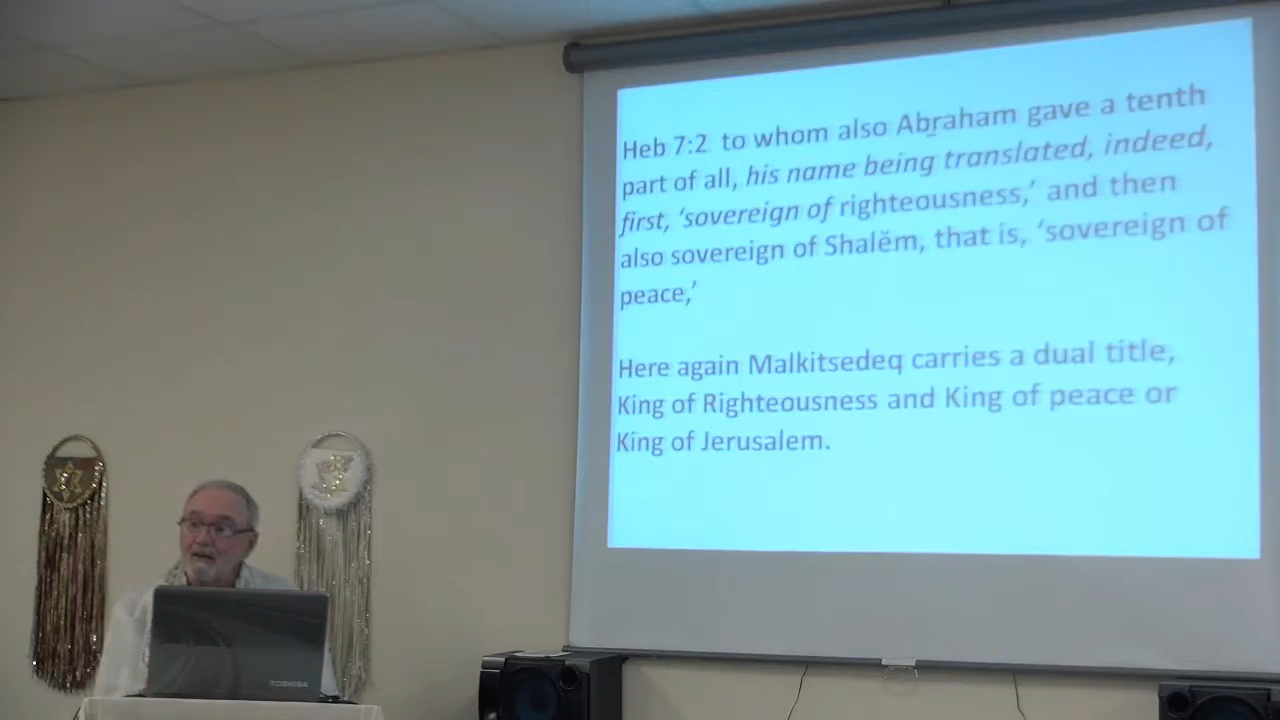 Heb 7:2 to whom also Aḇraham gave a tenth
part of all, his name being translated, indeed,
first, ‘sovereign of righteousness,’ and then
also sovereign of Shalĕm, that is, ‘sovereign of
peace,’
Here again Malkitsedeq carries a dual title,
King of Righteousness and King of peace or
King of Jerusalem.
TOSHIBA